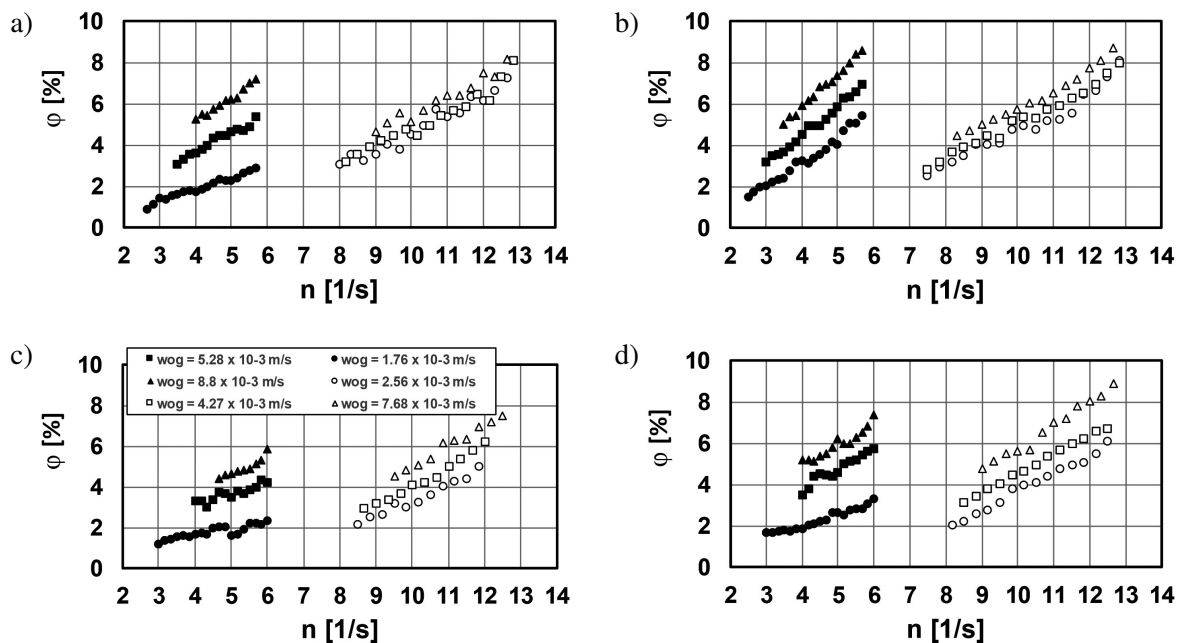 a)
φ [%]
10
8
6
4
2
0
2 3 4 5 6 7 8 9 10 11 12 13 14
n [1/s]
b)
φ [%]
10
8
6
4
2
0
2 3 4 5 6 7 8 9 10 11 12 13 14
n [1/s]
c)
wog = 5.28 x 10-3 m/s wog = 1.76 x 10-3 m/s
wog = 8.8 x 10-3 m/s wog = 2.56 x 10-3 m/s
wog = 4.27 x 10-3 m/s wog = 7.68 x 10-3 m/s
φ [%]
10
8
6
4
2
0
2 3 4 5 6 7 8 9 10 11 12 13 14
n [1/s]
d)
φ [%]
10
8
6
4
2
0
2 3 4 5 6 7 8 9 10 11 12 13 14
n [1/s]